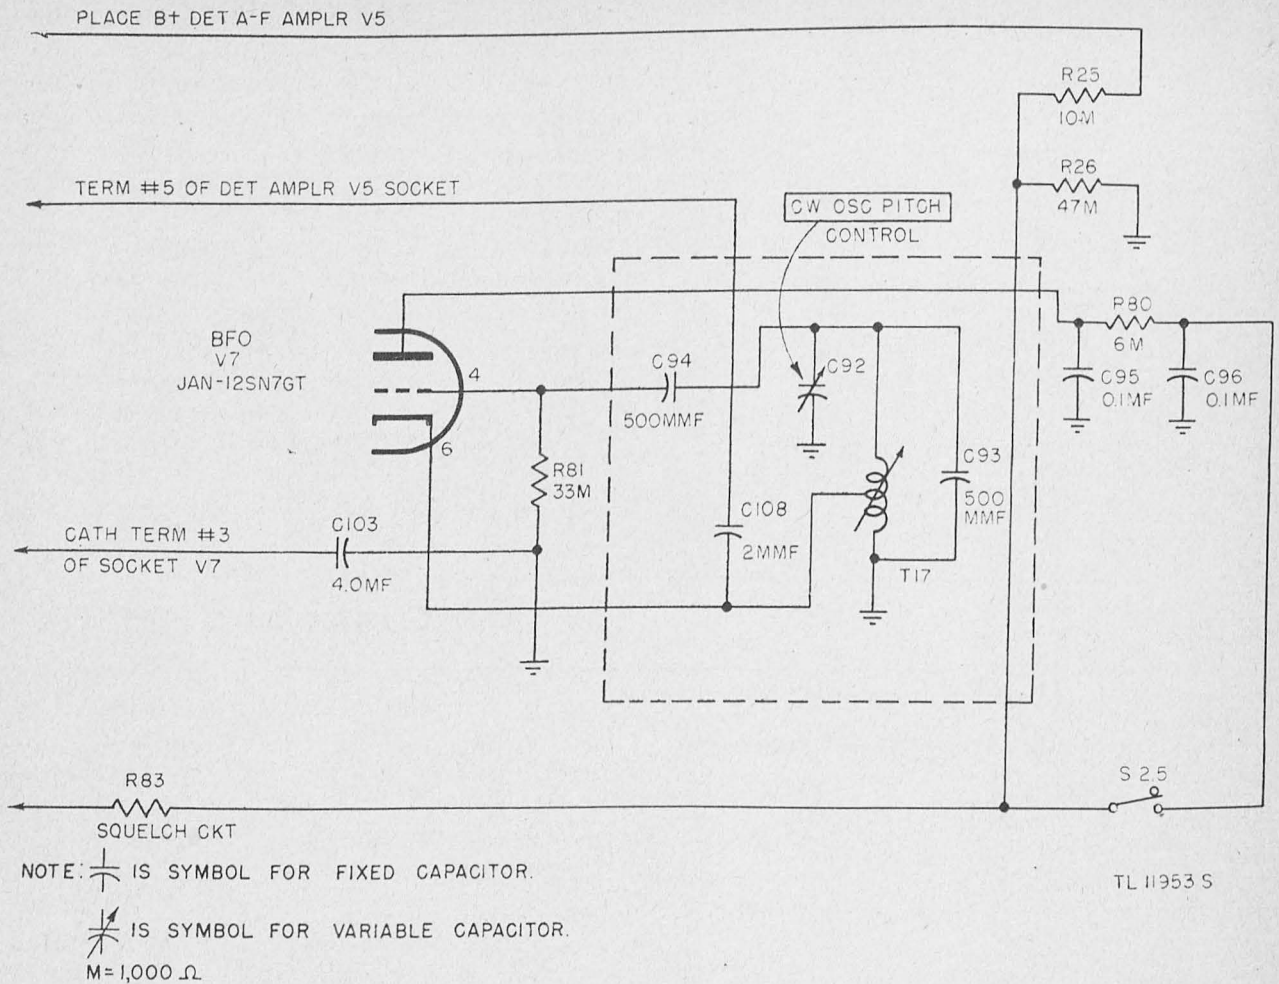 PLACE B+ DET A-F AMPLR V5
R25
10M
R26
47M
TERM #5 OF DET AMPLR V5 SOCKET
CW OSC PITCH
CONTROL
BFO
V7
JAN-12SN7GT
4
6
C94
500MMF
C92
R80
6M
C95
0.1MF
C96
0.1MF
R81
33M
C93
500
MMF
C108
2MMF
T17
CATH TERM #3
OF SOCKET V7
C103
4.0MF
R83
SQUELCH CKT
S 2.5
NOTE: IS SYMBOL FOR FIXED CAPACITOR.
IS SYMBOL FOR VARIABLE CAPACITOR.
M=1,000 Ω
TL 11953 S